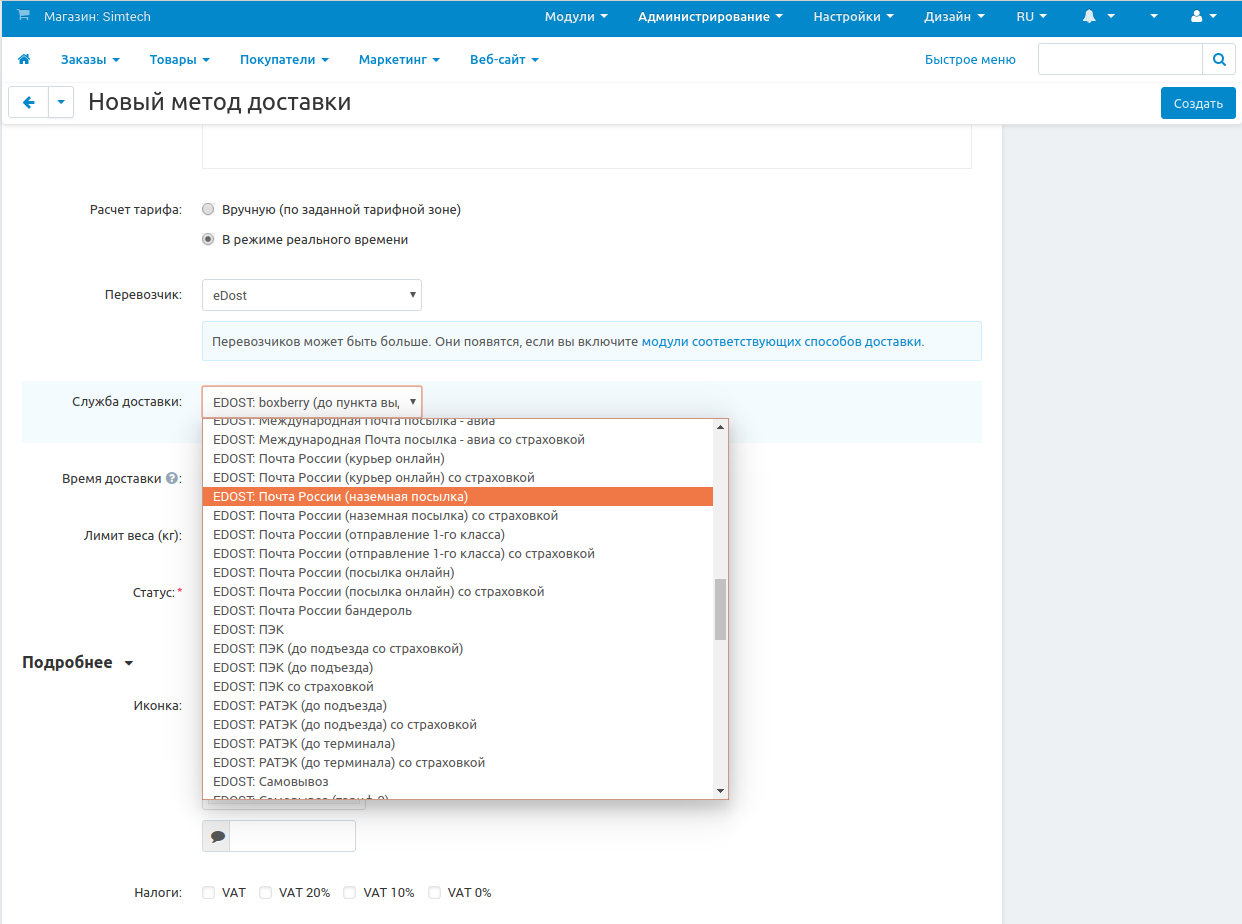 Магазин: Simtech
Модули Администрирование Настройки Дизайн RU
Заказы Товары Покупатели Маркетинг Веб-сайт Быстрое меню
Новый метод доставки Создать
Расчет тарифа: Вручную (по заданной тарифной зоне)
В режиме реального времени
Перевозчик: eDost
Перевозчиков может быть больше. Они появятся, если вы включите модули соответствующих способов доставки.
Служба доставки: EDOST: boxberry (до пункта вы,
EDOST: Международная Почта посылка - авиа
EDOST: Международная Почта посылка - авиа со страховкой
EDOST: Почта России (курьер онлайн)
Время доставки ?: EDOST: Почта России (курьер онлайн) со страховкой
EDOST: Почта России (наземная посылка)
EDOST: Почта России (наземная посылка) со страховкой
Лимит веса (кг): EDOST: Почта России (отправление 1-го класса)
EDOST: Почта России (отправление 1-го класса) со страховкой
EDOST: Почта России (посылка онлайн)
Статус:* EDOST: Почта России (посылка онлайн) со страховкой
EDOST: Почта России бандероль
EDOST: ПЭК
EDOST: ПЭК (до подъезда со страховкой)
Подробнее EDOST: ПЭК (до подъезда)
EDOST: ПЭК со страховкой
Иконка: EDOST: РАТЭК (до подъезда)
EDOST: РАТЭК (до подъезда) со страховкой
EDOST: РАТЭК (до терминала)
EDOST: РАТЭК (до терминала) со страховкой
EDOST: Самовывоз
EDOST: Самовывоз (тариф 2)
Налоги: VAT VAT 20% VAT 10% VAT 0%